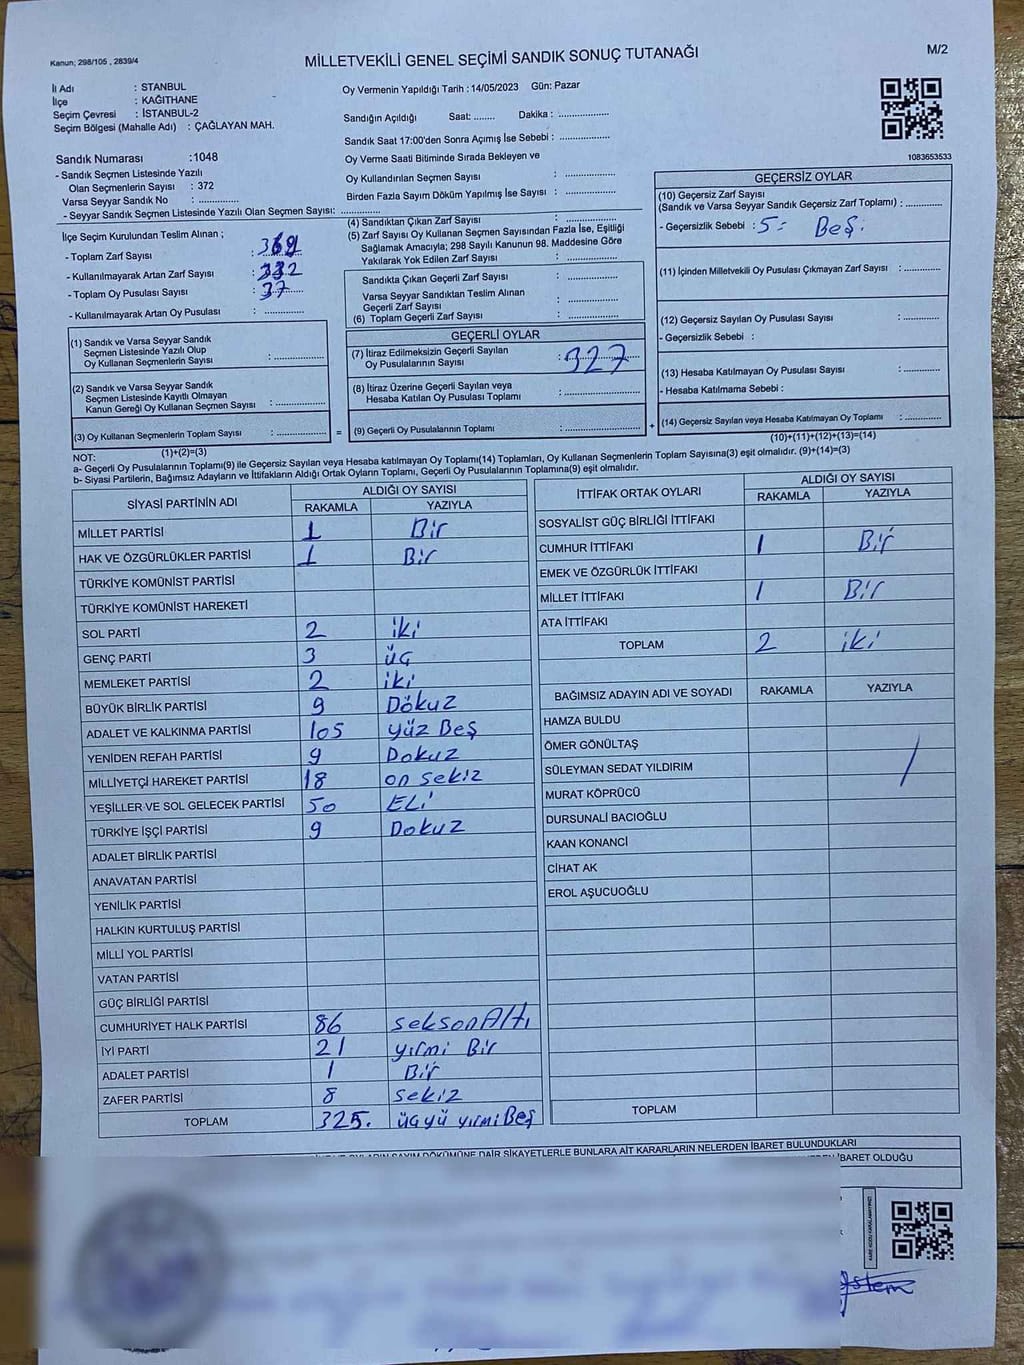 Kanun; 298/105 , 2839/4
MİLLETVEKİLİ GENEL SEÇİMİ SANDIK SONUÇ TUTANAĞI
M/2
İl Adı : STANBUL
İlçe : KAĞITHANE
Seçim Çevresi : İSTANBUL-2
Seçim Bölgesi (Mahalle Adı) : ÇAĞLAYAN MAH.
Sandık Numarası :1048
- Sandık Seçmen Listesinde Yazılı
Olan Seçmenlerin Sayısı : 372
Varsa Seyyar Sandık No : ..............
- Seyyar Sandık Seçmen Listesinde Yazılı Olan Seçmen Sayısı: ..............
Oy Vermenin Yapıldığı Tarih : 14/05/2023 Gün: Pazar
Sandığın Açıldığı Saat: ........ Dakika : ..............
Sandık Saat 17:00'den Sonra Açımış İse Sebebi : ..............
Oy Verme Saati Bitiminde Sırada Bekleyen ve
Oy Kullandırılan Seçmen Sayısı : ..............
Birden Fazla Sayım Döküm Yapılmış İse Sayısı : ..............
1083653533
İlçe Seçim Kurulundan Teslim Alınan ;
- Toplam Zarf Sayısı : 369
- Kullanılmayarak Artan Zarf Sayısı : 332
- Toplam Oy Pusulası Sayısı : 37
- Kullanılmayarak Artan Oy Pusulası : ..............
(1) Sandık ve Varsa Seyyar Sandık
Seçmen Listesinde Yazılı Olup
Oy Kullanan Seçmenlerin Sayısı : ..............
(2) Sandık ve Varsa Seyyar Sandık
Seçmen Listesinde Kayıtlı Olmayan
Kanun Gereği Oy Kullanan Seçmen Sayısı : ..............
(3) Oy Kullanan Seçmenlerin Toplam Sayısı : .............. =
(1)+(2)=(3)
(4) Sandıktan Çıkan Zarf Sayısı : ..............
(5) Zarf Sayısı Oy Kullanan Seçmen Sayısından Fazla İse, Eşitliği
Sağlamak Amacıyla; 298 Sayılı Kanunun 98. Maddesine Göre
Yakılarak Yok Edilen Zarf Sayısı : ..............
Sandıkta Çıkan Geçerli Zarf Sayısı : ..............
Varsa Seyyar Sandıktan Teslim Alınan
Geçerli Zarf Sayısı : ..............
(6) Toplam Geçerli Zarf Sayısı : ..............
GEÇERLİ OYLAR
(7) İtiraz Edilmeksizin Geçerli Sayılan
Oy Pusulalarının Sayısı : 327
(8) İtiraz Üzerine Geçerli Sayılan veya
Hesaba Katılan Oy Pusulası Toplamı : ..............
(9) Geçerli Oy Pusulalarının Toplamı : .............. +
GEÇERSİZ OYLAR
(10) Geçersiz Zarf Sayısı
(Sandık ve Varsa Seyyar Sandık Geçersiz Zarf Toplamı) : ..............
- Geçersizlik Sebebi : 5= Beş.
(11) İçinden Milletvekili Oy Pusulası Çıkmayan Zarf Sayısı : ..............
(12) Geçersiz Sayılan Oy Pusulası Sayısı : ..............
- Geçersizlik Sebebi :
(13) Hesaba Katılmayan Oy Pusulası Sayısı : ..............
- Hesaba Katılmama Sebebi :
(14) Geçersiz Sayılan veya Hesaba Katılmayan Oy Toplamı : ..............
(10)+(11)+(12)+(13)=(14)
NOT:
a- Geçerli Oy Pusulalarının Toplamı(9) ile Geçersiz Sayılan veya Hesaba katılmayan Oy Toplamı(14) Toplamları, Oy Kullanan Seçmenlerin Toplam Sayısına(3) eşit olmalıdır. (9)+(14)=(3)
b- Siyasi Partilerin, Bağımsız Adayların ve İttifakların Aldığı Ortak Oyların Toplamı, Geçerli Oy Pusulalarının Toplamına(9) eşit olmalıdır.
SİYASİ PARTİNİN ADI
ALDIĞI OY SAYISI
RAKAMLA YAZIYLA
MİLLET PARTİSİ 1 Bir
HAK VE ÖZGÜRLÜKLER PARTİSİ 1 Bir
TÜRKİYE KOMÜNİST PARTİSİ
TÜRKİYE KOMÜNİST HAREKETİ
SOL PARTİ 2 iki
GENÇ PARTİ 3 üç
MEMLEKET PARTİSİ 2 iki
BÜYÜK BİRLİK PARTİSİ 9 Dökuz
ADALET VE KALKINMA PARTİSİ 105 yüz Beş
YENİDEN REFAH PARTİSİ 9 Dokuz
MİLLİYETÇİ HAREKET PARTİSİ 18 on sekiz
YEŞİLLER VE SOL GELECEK PARTİSİ 50 ELİ
TÜRKİYE İŞÇİ PARTİSİ 9 Dokuz
ADALET BİRLİK PARTİSİ
ANAVATAN PARTİSİ
YENİLİK PARTİSİ
HALKIN KURTULUŞ PARTİSİ
MİLLİ YOL PARTİSİ
VATAN PARTİSİ
GÜÇ BİRLİĞİ PARTİSİ
CUMHURİYET HALK PARTİSİ 86 seksonAltı
İYİ PARTİ 21 yırmi Bir
ADALET PARTİSİ 1 Bir
ZAFER PARTİSİ 8 sekiz
TOPLAM 325. üçyü yırmiBeş
İTTİFAK ORTAK OYLARI
ALDIĞI OY SAYISI
RAKAMLA YAZIYLA
SOSYALİST GÜÇ BİRLİĞİ İTTİFAKI
CUMHUR İTTİFAKI 1 Bir
EMEK VE ÖZGÜRLÜK İTTİFAKI
MİLLET İTTİFAKI 1 Bir
ATA İTTİFAKI
TOPLAM 2 iki
BAĞIMSIZ ADAYIN ADI VE SOYADI RAKAMLA YAZIYLA
HAMZA BULDU
ÖMER GÖNÜLTAŞ
SÜLEYMAN SEDAT YILDIRIM
MURAT KÖPRÜCÜ
DURSUNALİ BACIOĞLU
KAAN KONANCİ
CİHAT AK
EROL AŞUCUOĞLU
TOPLAM
OYLARIN SAYIM DÖKÜMÜNE DAİR ŞİKAYETLERLE BUNLARA AİT KARARLARIN NELERDEN İBARET BULUNDUKLARI
İBARET OLDUĞU